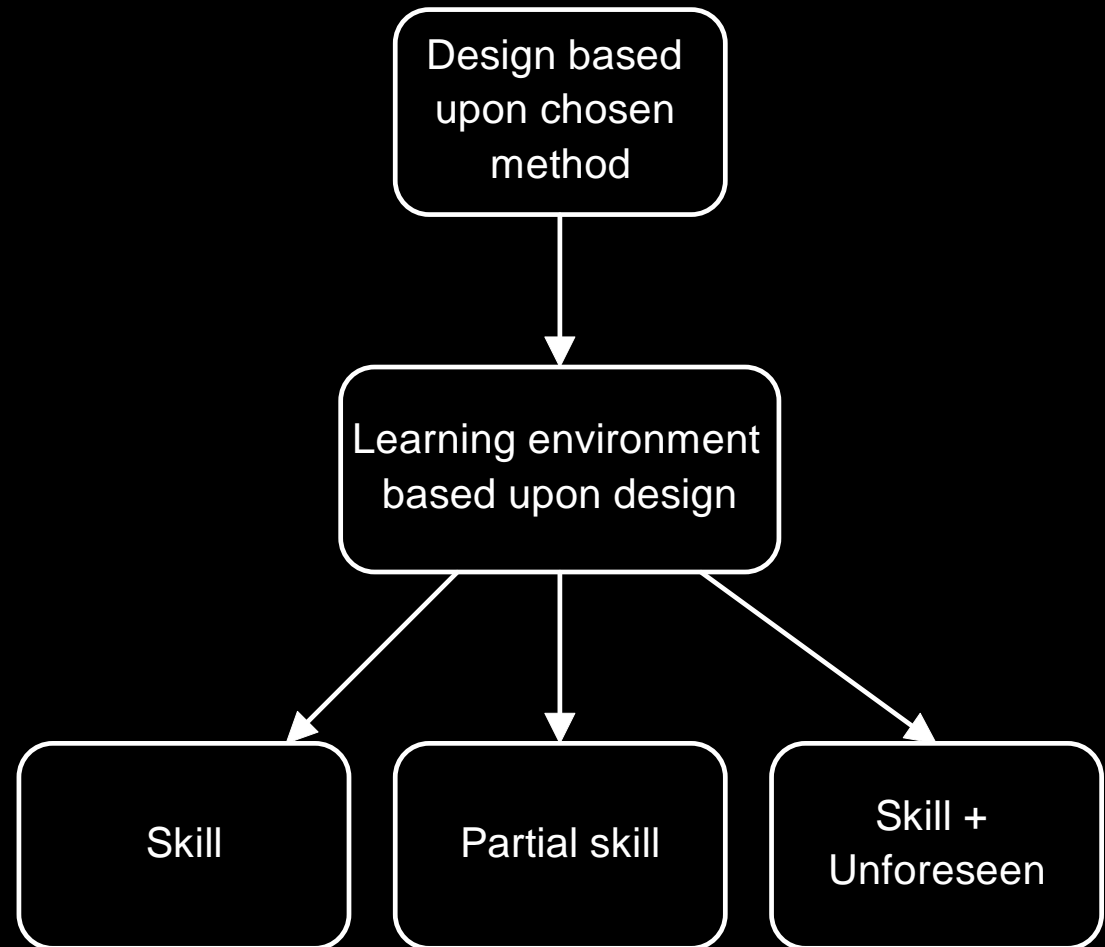 Design based
upon chosen
method
Learning environment
based upon design
Skill
Partial skill
Skill +
Unforeseen